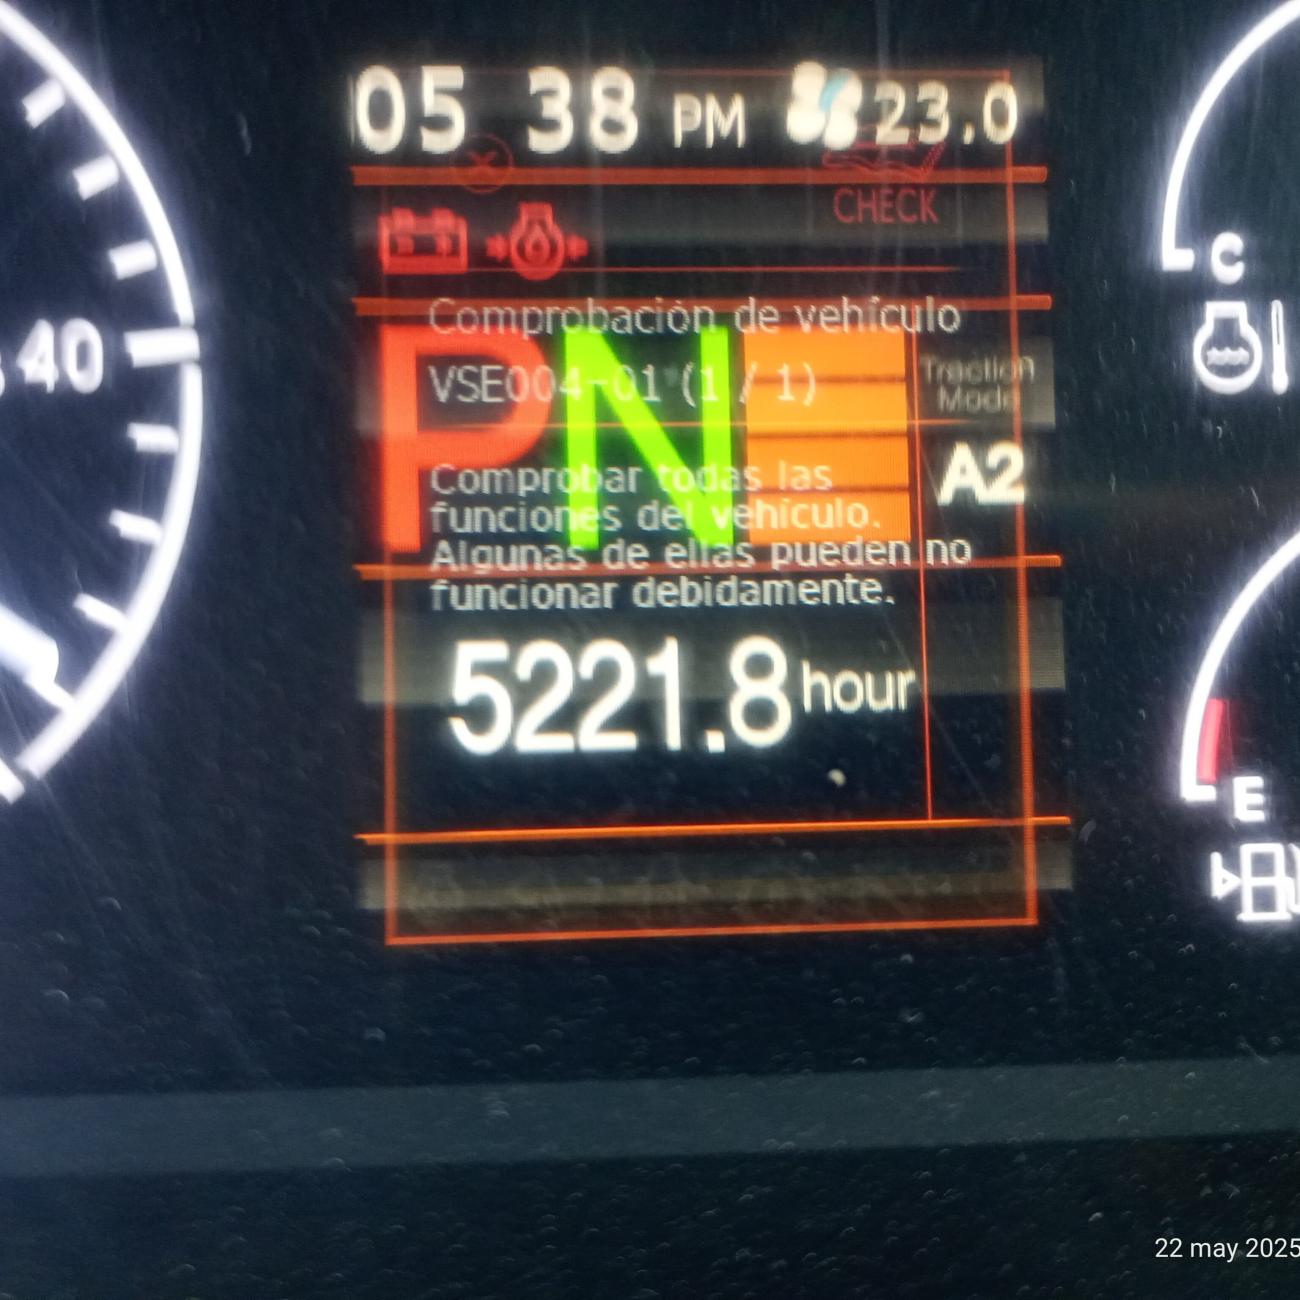 05 38 PM 23.0
CHECK
Comprobación de vehículo
VSE004-01 (1 / 1)
P N
Traction
Mode
A2
Comprobar todas las
funciones del vehículo.
Algunas de ellas pueden no
funcionar debidamente.
5221.8 hour
40
C
E
22 may 2025